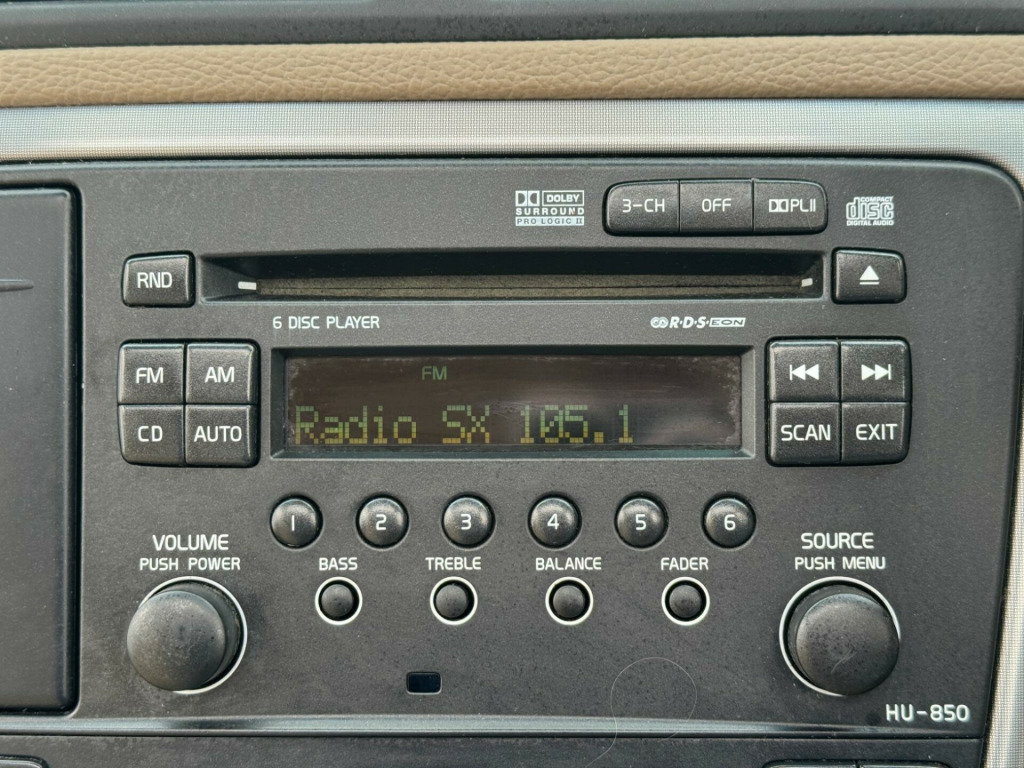 DOLBY
SURROUND
PRO LOGIC II
3-CH OFF PLII
COMPACT
disc
DIGITAL AUDIO
RND
6 DISC PLAYER
R·D·S EON
FM AM
CD AUTO
FM
Radio SX 105.1
SCAN EXIT
1 2 3 4 5 6
VOLUME
PUSH POWER
BASS TREBLE BALANCE FADER
SOURCE
PUSH MENU
HU-850